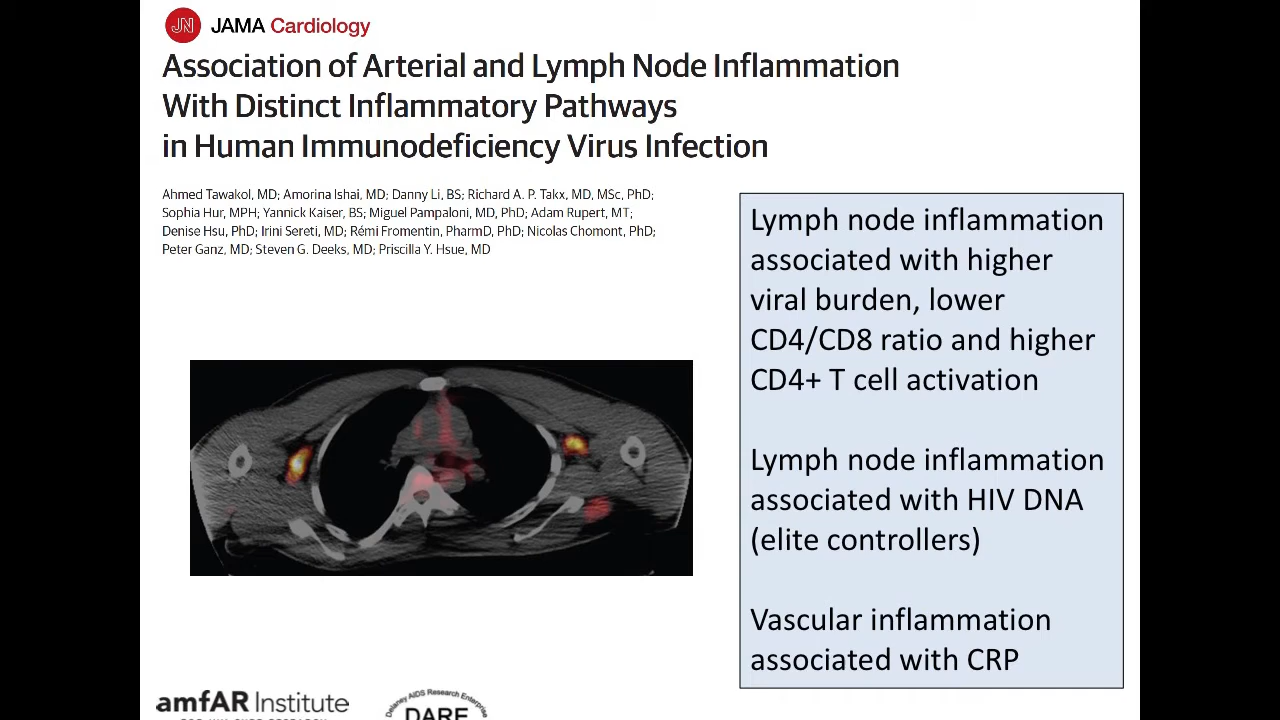 JN JAMA Cardiology
Association of Arterial and Lymph Node Inflammation
With Distinct Inflammatory Pathways
in Human Immunodeficiency Virus Infection
Ahmed Tawakol, MD; Amorina Ishai, MD; Danny Li, BS; Richard A. P. Takx, MD, MSc, PhD;
Sophia Hur, MPH; Yannick Kaiser, BS; Miguel Pampaloni, MD, PhD; Adam Rupert, MT;
Denise Hsu, PhD; Irini Sereti, MD; Rémi Fromentin, PharmD, PhD; Nicolas Chomont, PhD;
Peter Ganz, MD; Steven G. Deeks, MD; Priscilla Y. Hsue, MD
Lymph node inflammation
associated with higher
viral burden, lower
CD4/CD8 ratio and higher
CD4+ T cell activation
Lymph node inflammation
associated with HIV DNA
(elite controllers)
Vascular inflammation
associated with CRP
amfAR Institute
Delaney AIDS Research Enterprise
DARE